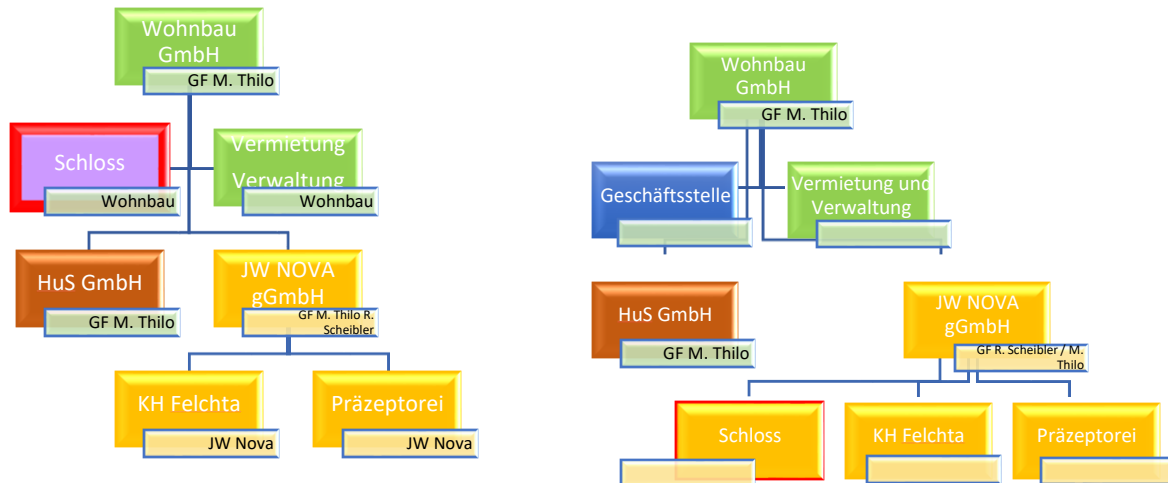 Wohnbau
GmbH
GF M. Thilo
Schloss
Wohnbau
Vermietung
Verwaltung
Wohnbau
HuS GmbH
GF M. Thilo
JW NOVA
gGmbH
GF M. Thilo R.
Scheibler
KH Felchta
JW Nova
Präzeptorei
JW Nova
Wohnbau
GmbH
GF M. Thilo
Geschäftsstelle
Vermietung und
Verwaltung
HuS GmbH
GF M. Thilo
JW NOVA
gGmbH
GF R. Scheibler / M.
Thilo
Schloss
KH Felchta
Präzeptorei